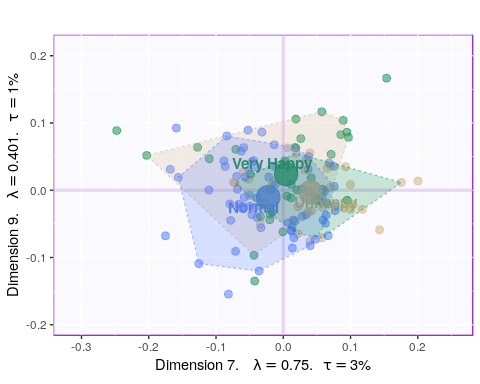 0.2
0.1
0.0
-0.1
-0.2
Dimension 9.   λ = 0.401.   τ = 1%
Very Happy
Normal
-0.3
-0.2
-0.1
0.0
0.1
0.2
Dimension 7.   λ = 0.75.   τ = 3%